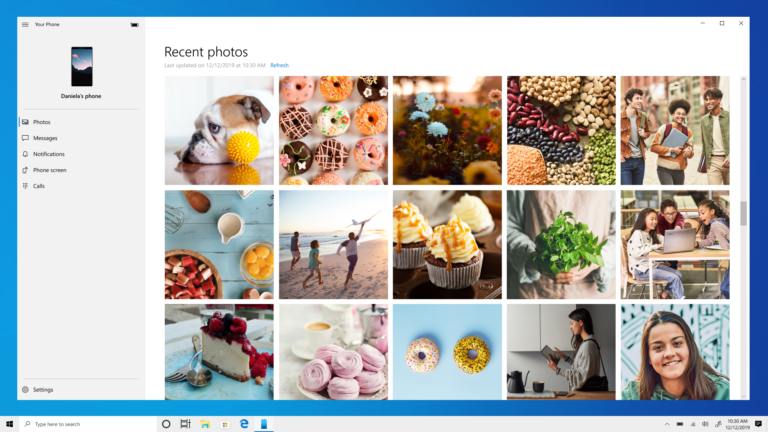 Your Phone
Daniela's phone
Photos
Messages
Notifications
Phone screen
Calls
Settings
Recent photos
Last updated on 12/12/2019 at 10:30 AM Refresh
Type here to search
10:30 AM
12/12/2019